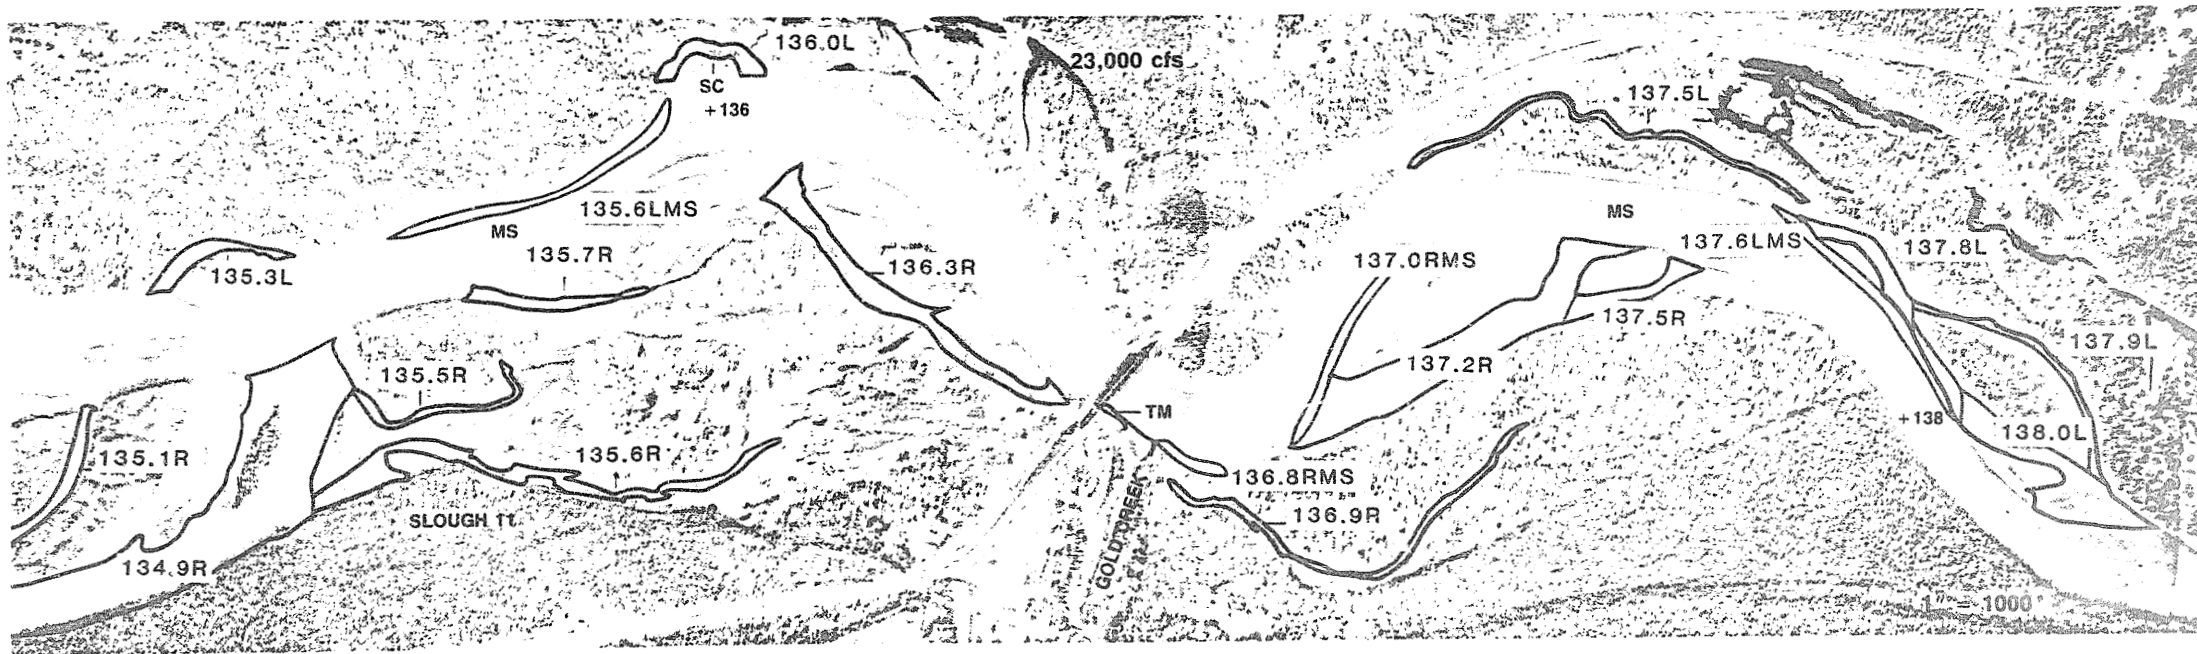 136.0L
23,000 cfs
SC
+136
137.5L
135.6LMS
MS
MS
137.6LMS
137.8L
135.7R
135.3L
136.3R
137.0RMS
137.5R
137.9L
137.2R
135.5R
TM
+138
138.0L
135.1R
135.6R
136.8RMS
136.9R
SLOUGH 11
GOLD CREEK
134.9R
1" = 1000'